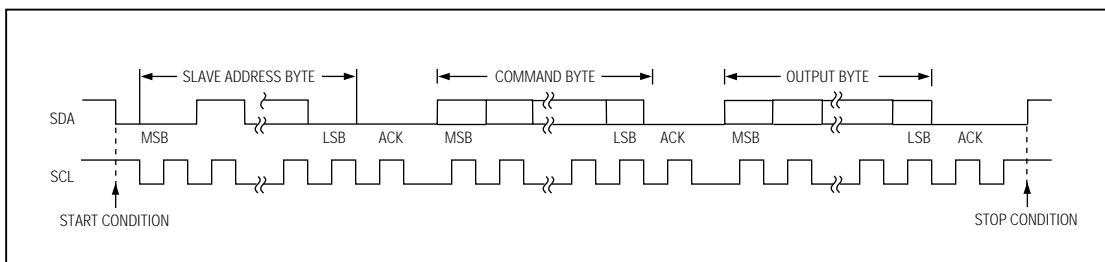 SLAVE ADDRESS BYTE COMMAND BYTE OUTPUT BYTE
SDA
MSB LSB ACK MSB LSB ACK MSB LSB ACK
SCL
START CONDITION STOP CONDITION